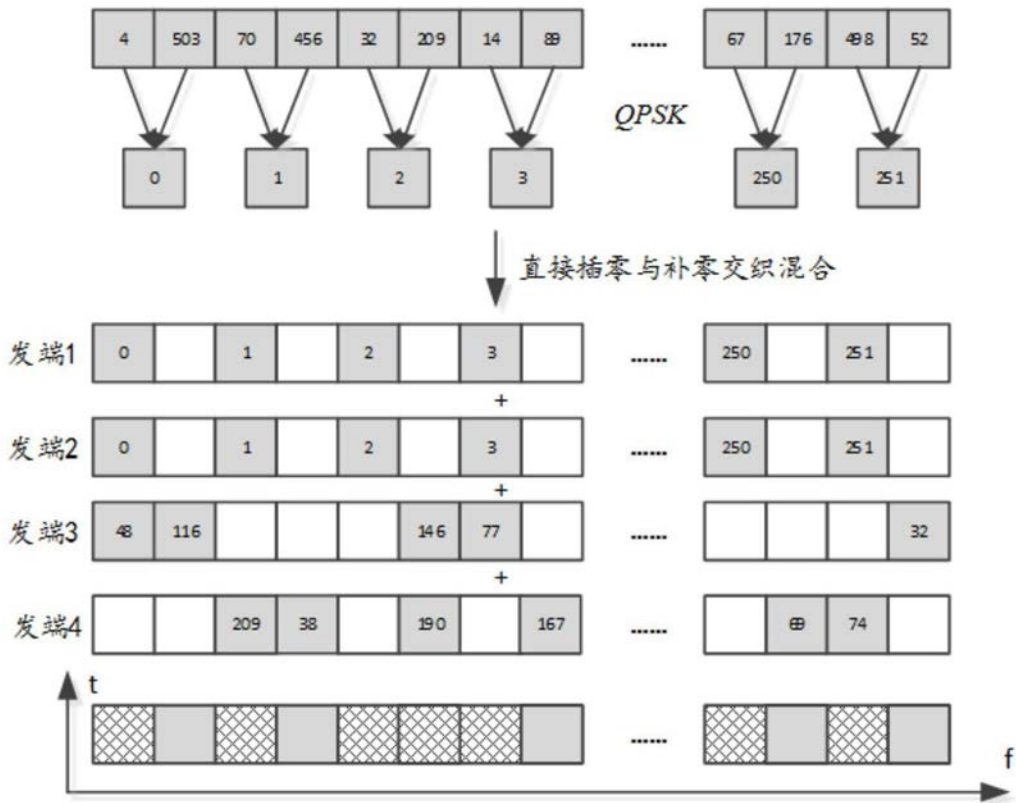 4 503 70 456 32 209 14 89 ...... 67 176 498 52
QPSK
0 1 2 3 250 251
直接插零与补零交织混合
发端1 0 1 2 3 ...... 250 251
+
发端2 0 1 2 3 ...... 250 251
+
发端3 48 116 146 77 ...... 32
+
发端4 209 38 190 167 ...... 69 74
t
......
f